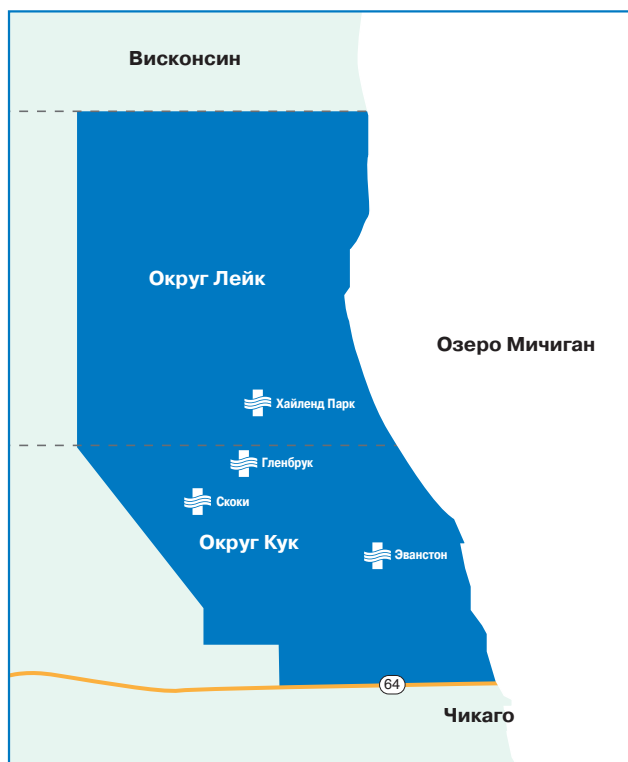 Висконсин
Округ Лейк
Озеро Мичиган
Хайленд Парк
Гленбрук
Скоки
Округ Кук
Эванстон
64
Чикаго